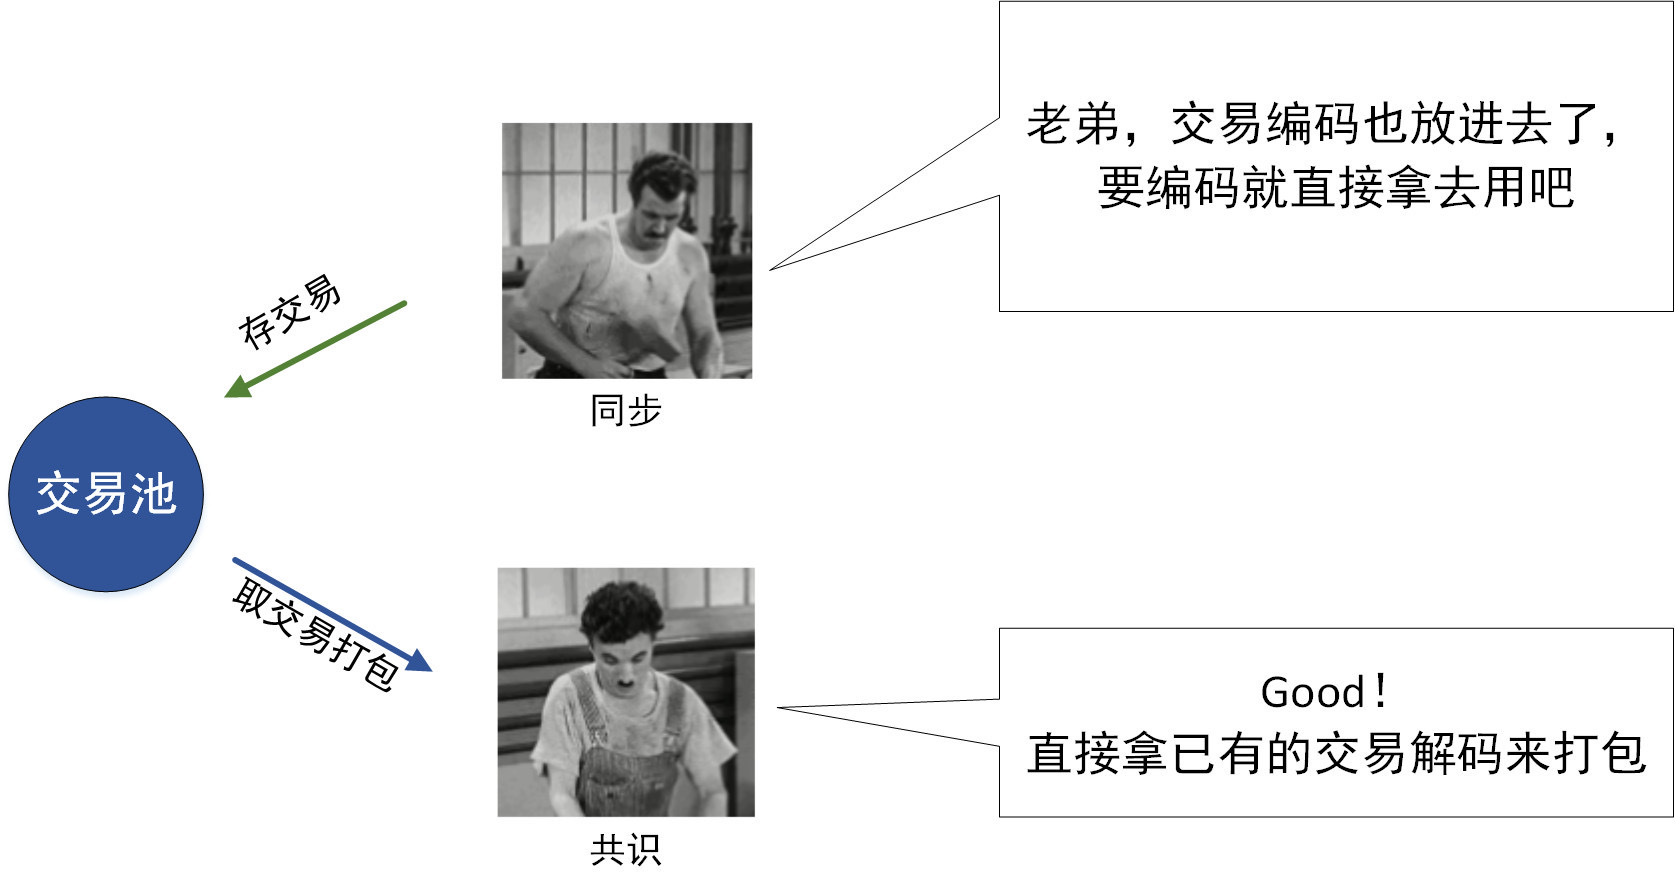 老弟，交易编码也放进去了，
要编码就直接拿去用吧
存交易
同步
交易池
取交易打包
Good！
直接拿已有的交易解码来打包
共识